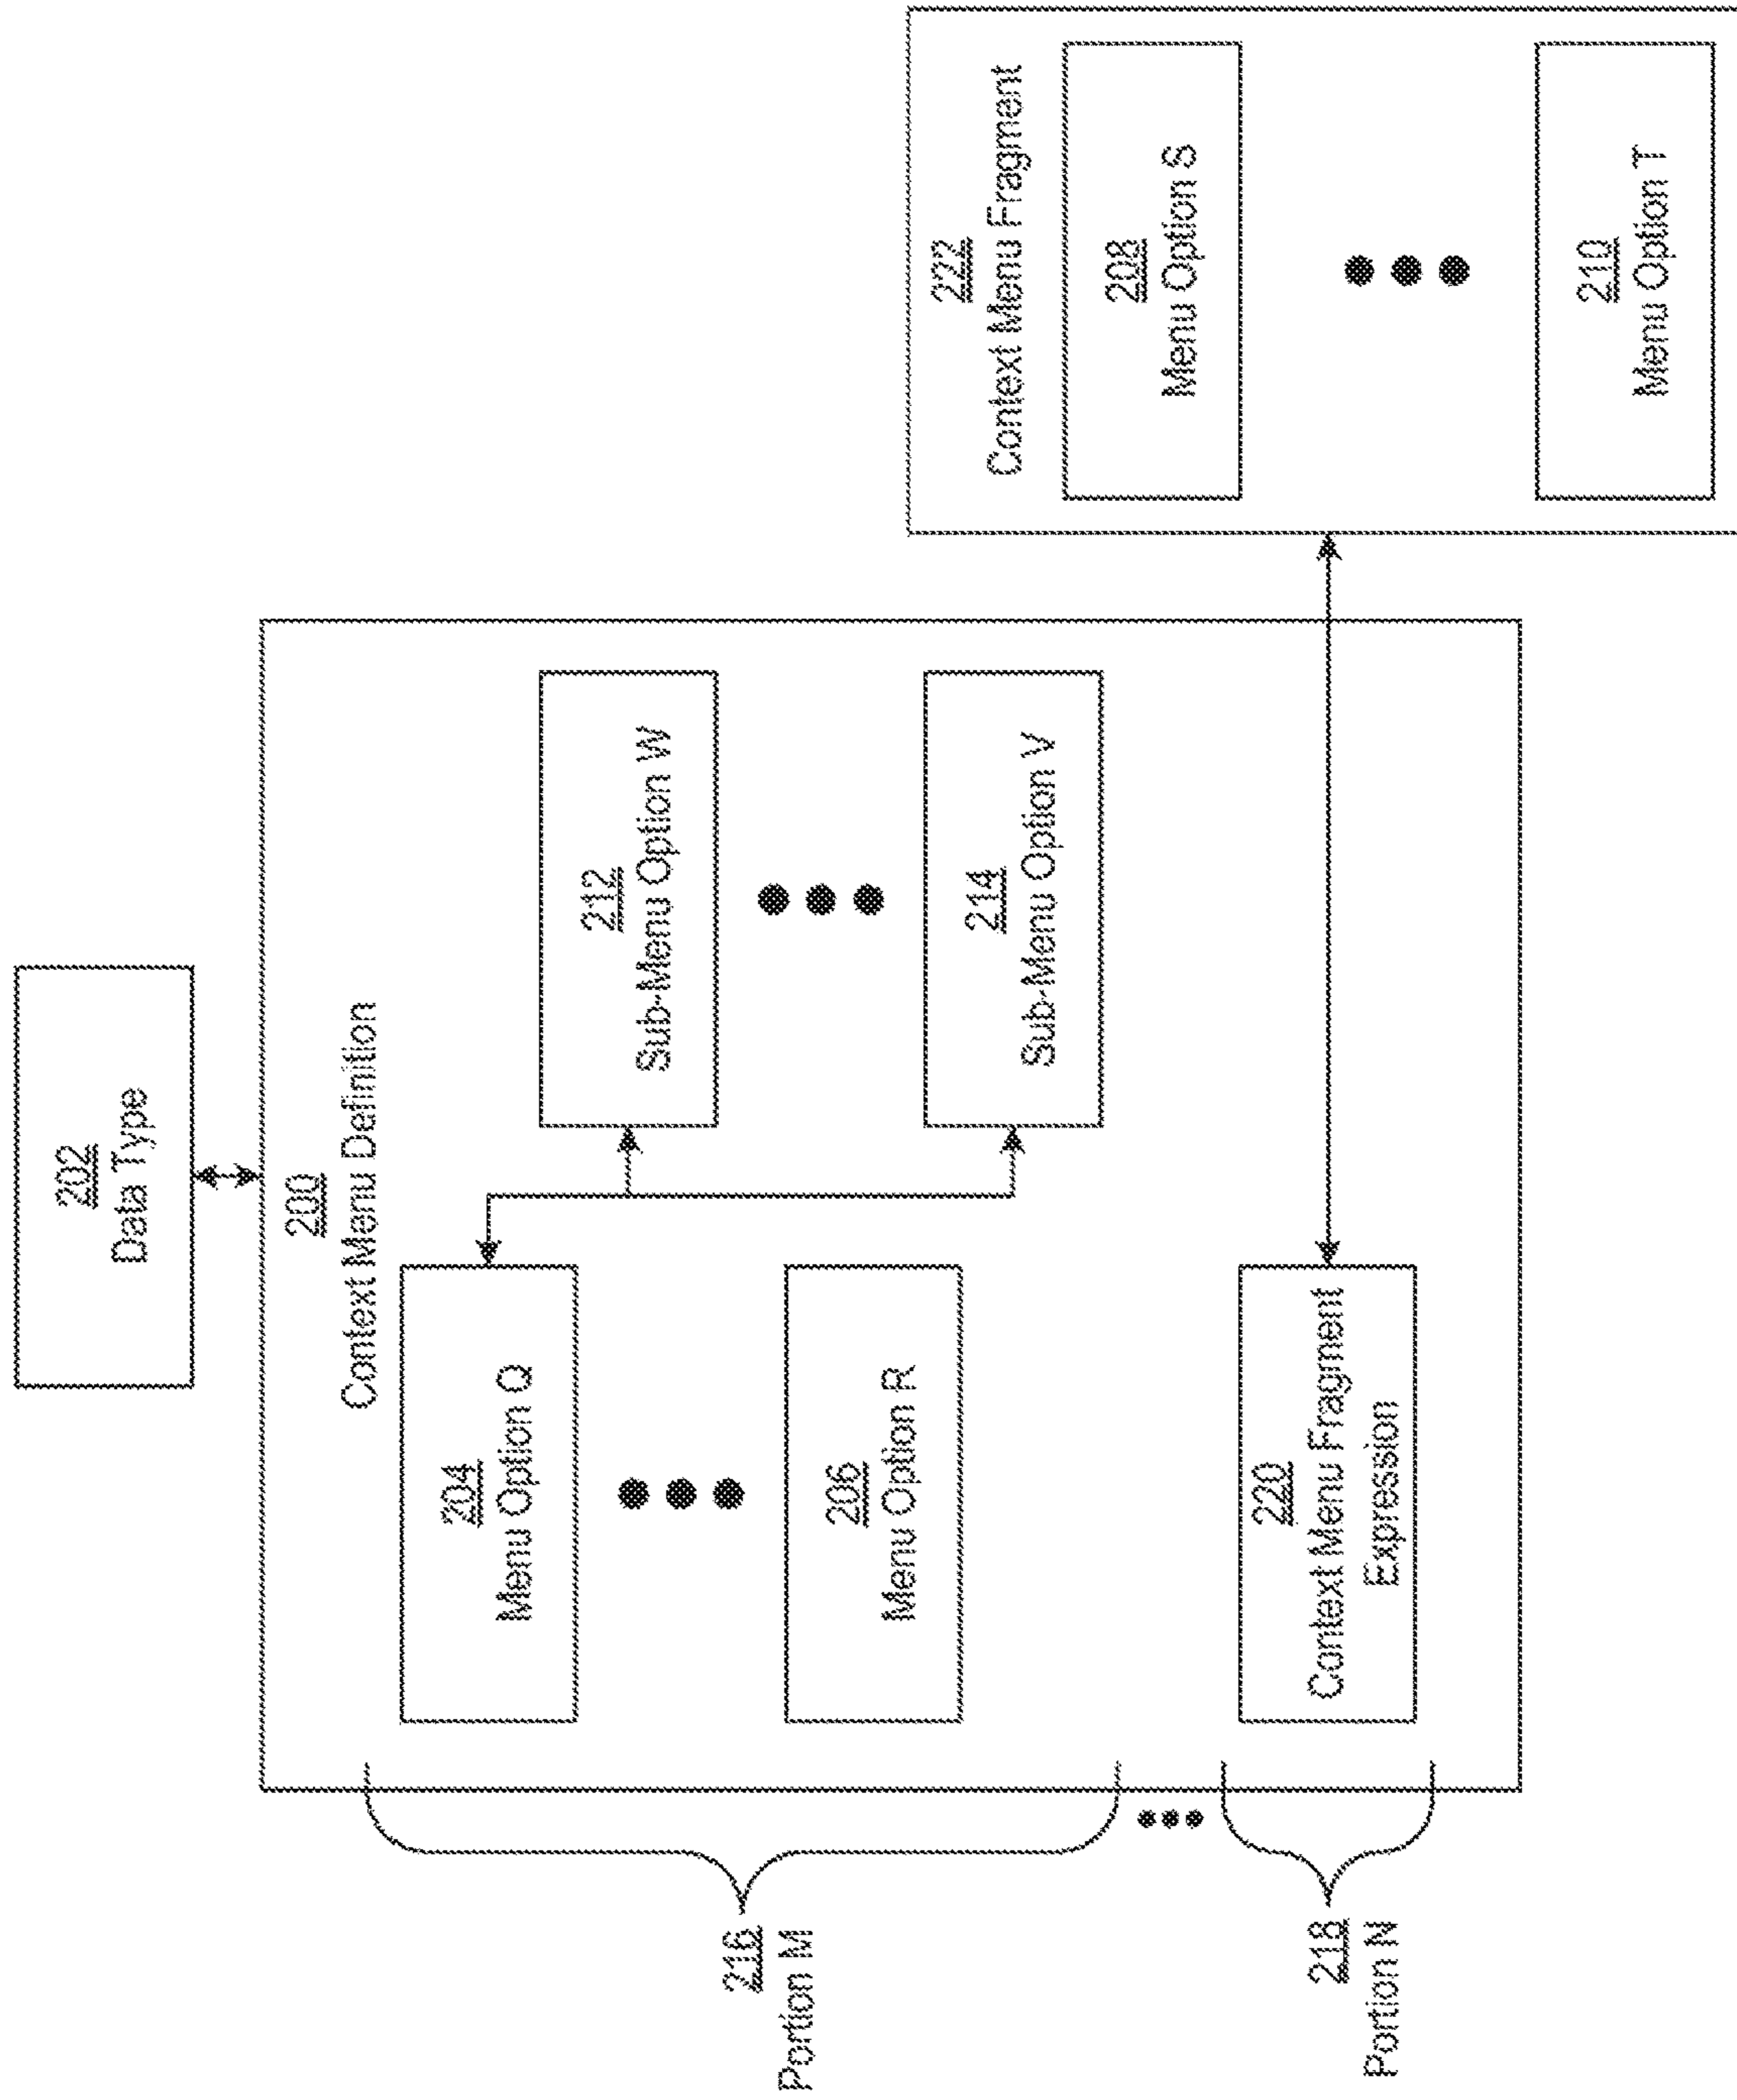 202
Data Type
200
Context Menu Definition
204
Menu Option Q
212
Sub-Menu Option W
206
Menu Option R
214
Sub-Menu Option V
216
Portion M
220
Context Menu Fragment
Expression
218
Portion N
222
Context Menu Fragment
208
Menu Option S
210
Menu Option T